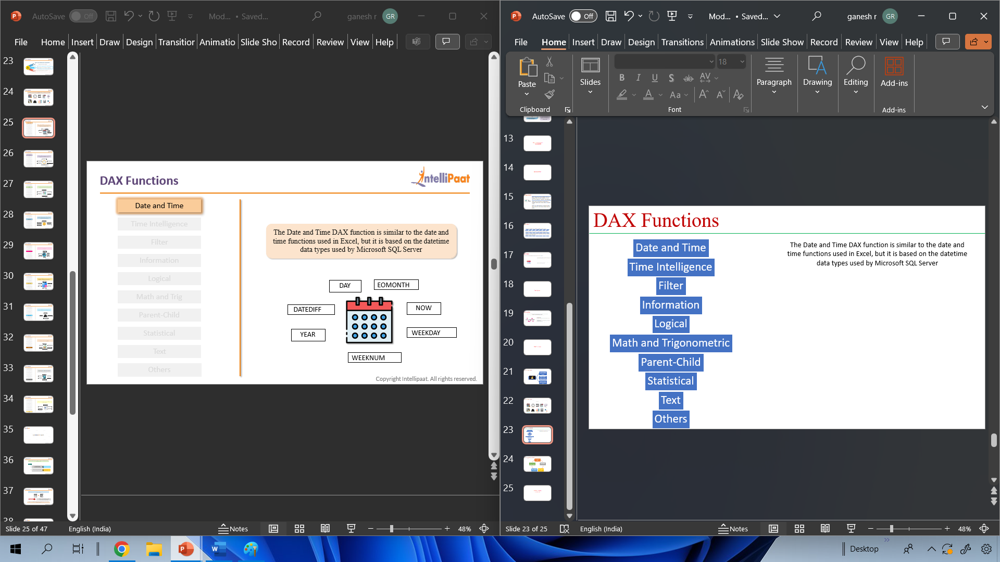 AutoSave Off Mod... • Saved... ganesh r GR
File Home Insert Draw Design Transition Animatio Slide Sho Record Review View Help
23
24
25
26
27
28
29
30
31
32
33
34
35
36
37
38
DAX Functions
IntelliPaat
Date and Time
Time Intelligence
Filter
Information
Logical
Math and Trig
Parent-Child
Statistical
Text
Others
The Date and Time DAX function is similar to the date and
time functions used in Excel, but it is based on the datetime
data types used by Microsoft SQL Server
DAY
EOMONTH
DATEDIFF
NOW
YEAR
WEEKDAY
WEEKNUM
Copyright Intellipaat. All rights reserved.
Slide 25 of 47 English (India) Notes 48%
AutoSave Off Mod... • Saved... ganesh r GR
File Home Insert Draw Design Transitions Animations Slide Show Record Review View Help
Paste
Clipboard
Slides
18
B I U S ab AV
A Aa A A A
Font
Paragraph
Drawing
Editing
Add-ins
Add-ins
13
14
15
16
17
18
19
20
21
22
23
24
25
DAX Functions
Date and Time
Time Intelligence
Filter
Information
Logical
Math and Trigonometric
Parent-Child
Statistical
Text
Others
The Date and Time DAX function is similar to the date and
time functions used in Excel, but it is based on the datetime
data types used by Microsoft SQL Server
Slide 23 of 25 English (India) Notes 48%
Desktop